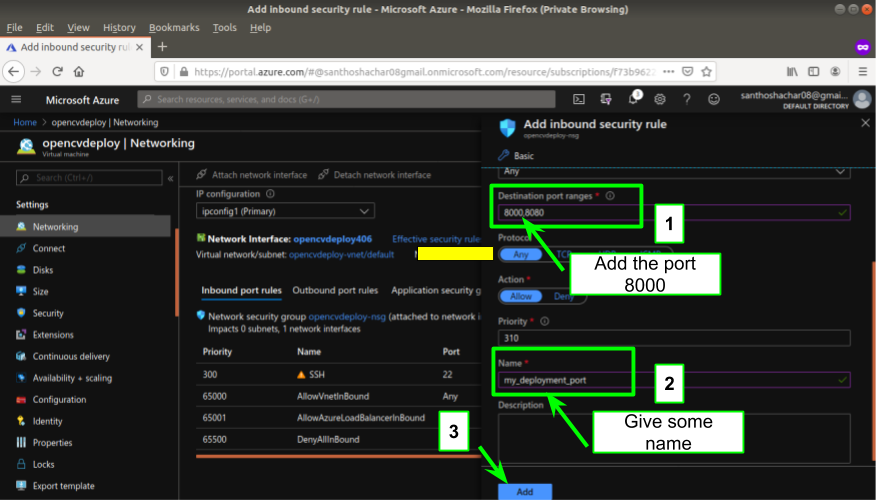 Add inbound security rule - Microsoft Azure - Mozilla Firefox (Private Browsing)
File Edit View History Bookmarks Tools Help
Add inbound security rul
https://portal.azure.com/#@santhoshachar08gmail.onmicrosoft.com/resource/subscriptions/f73b962
Microsoft Azure
Search resources, services, and docs (G+/)
3
santhoshachar08@gmai...
DEFAULT DIRECTORY
Home > opencvdeploy | Networking
opencvdeploy | Networking
Virtual machine
Search (Ctrl+/)
«
Settings
Networking
Connect
Disks
Size
Security
Extensions
Continuous delivery
Availability + scaling
Configuration
Identity
Properties
Locks
Export template
Attach network interface Detach network interface
IP configuration
ipconfig1 (Primary)
Network Interface: opencvdeploy406 Effective security rule
Virtual network/subnet: opencvdeploy-vnet/default
Inbound port rules Outbound port rules Application security g
Network security group opencvdeploy-nsg (attached to network i
Impacts 0 subnets, 1 network interfaces
Priority Name Port
300 SSH 22
65000 AllowVnetInBound Any
65001 AllowAzureLoadBalancerInBound
65500 DenyAllInBound
Add inbound security rule
opencvdeploy-nsg
Basic
Any
Destination port ranges *
8000,8080
1
Protoco
Any
Add the port
8000
Action *
Allow Deny
Priority *
310
Name *
my_deployment_port
2
Description
Give some
name
3
Add